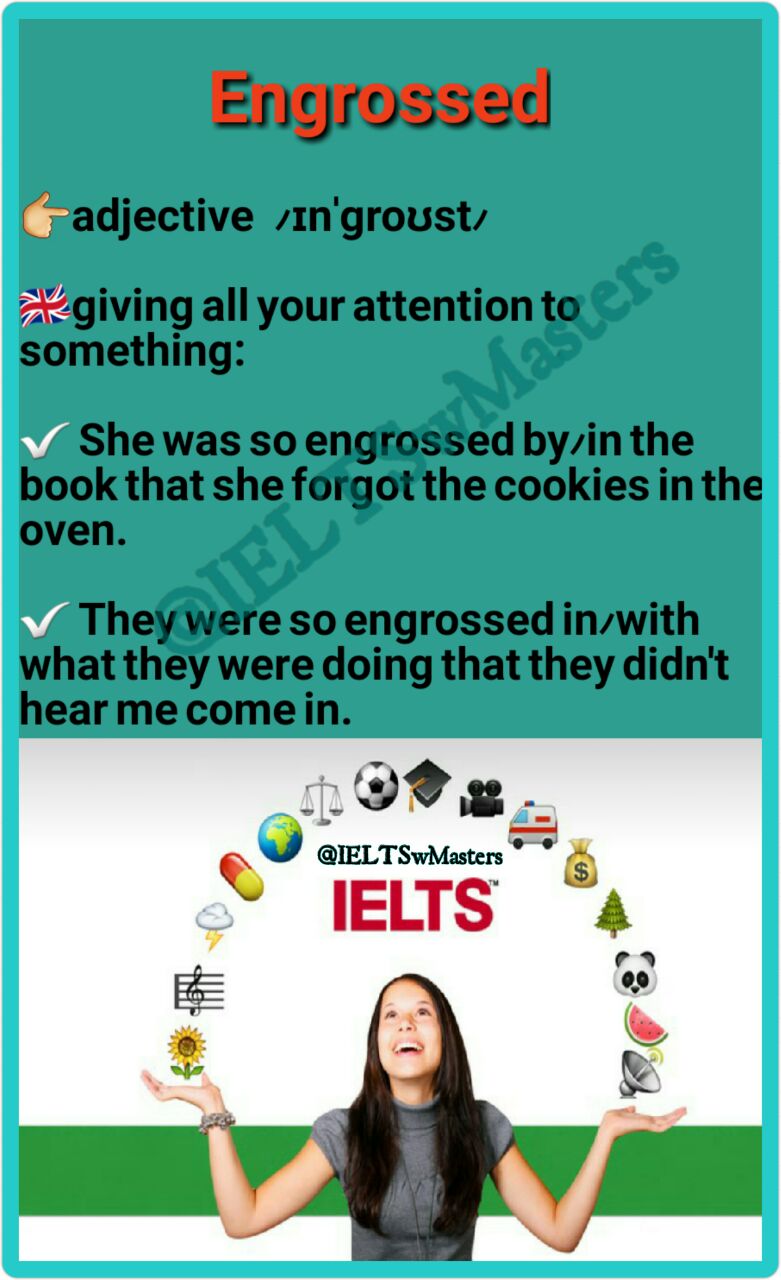 Engrossed
👉adjective /ɪnˈɡroʊst/
🇬🇧giving all your attention to
something:
✔ She was so engrossed by/in the
book that she forgot the cookies in the
oven.
✔ They were so engrossed in/with
what they were doing that they didn't
hear me come in.
@IELTSwMasters
@IELTSwMasters
IELTS™